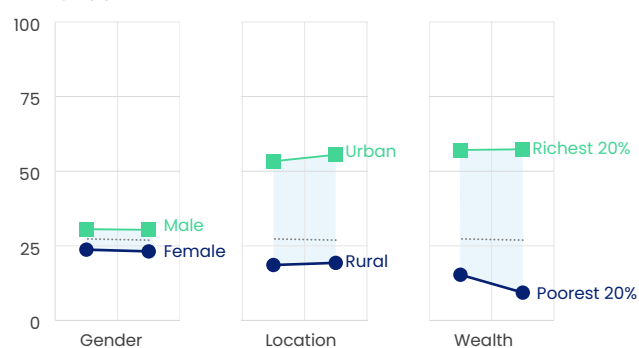 100
75
50
25
0
Urban
Richest 20%
Male
Female
Rural
Poorest 20%
Gender
Location
Wealth